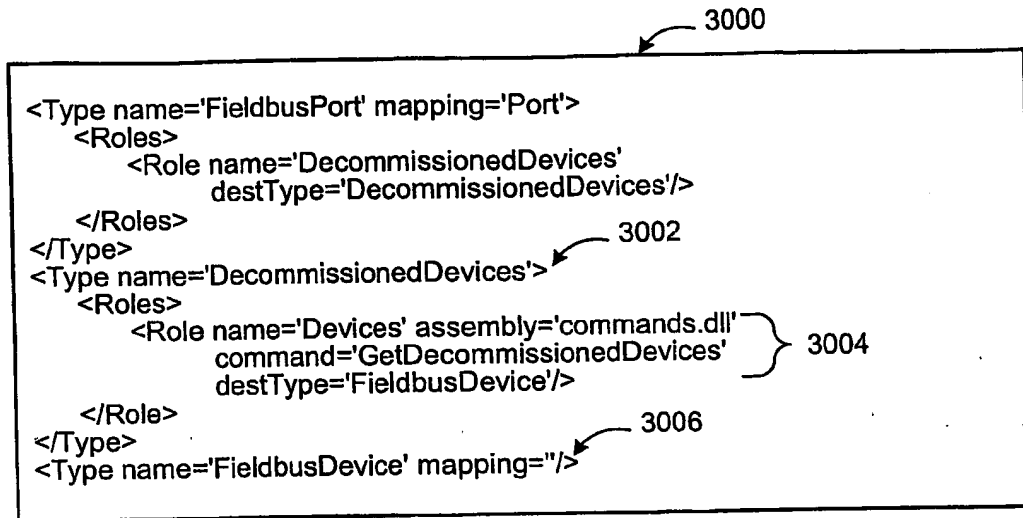 3000
<Type name='FieldbusPort' mapping='Port'>
<Roles>
<Role name='DecommissionedDevices'
destType='DecommissionedDevices'/>
</Roles>
</Type>
3002
<Type name='DecommissionedDevices'>
<Roles>
<Role name='Devices' assembly='commands.dll'
command='GetDecommissionedDevices'
destType='FieldbusDevice'/>
3004
</Role>
</Type>
3006
<Type name='FieldbusDevice' mapping=''/>